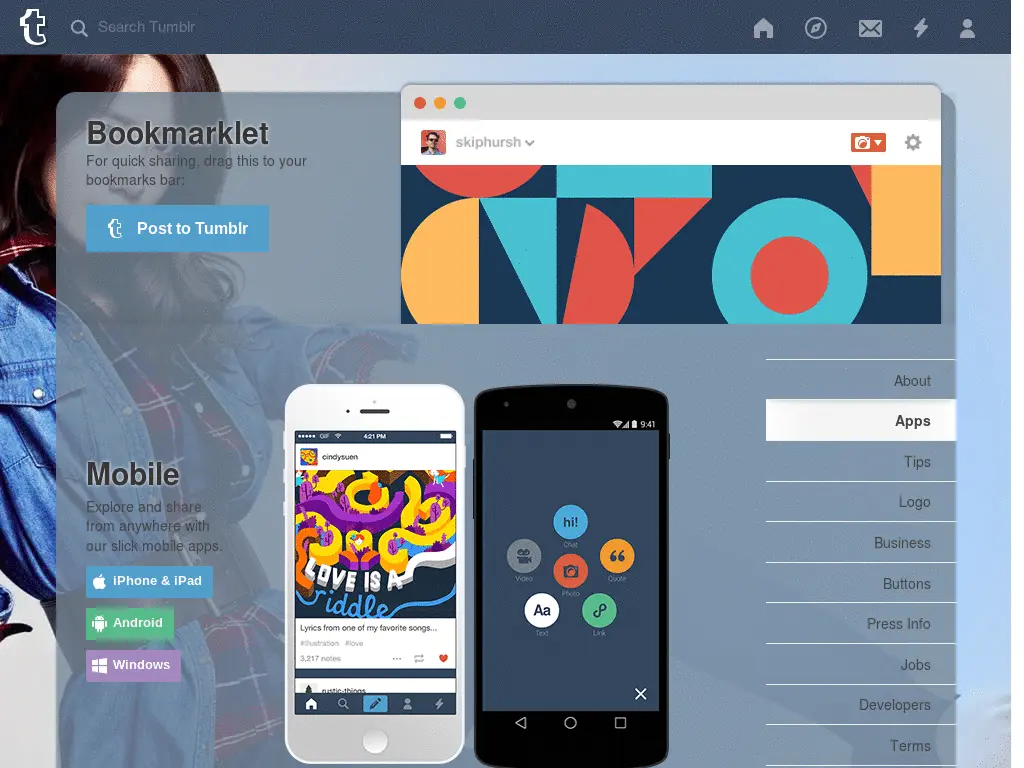 Search Tumblr
Bookmarklet
For quick sharing, drag this to your
bookmarks bar:
Post to Tumblr
skiphursh
Mobile
Explore and share
from anywhere with
our slick mobile apps.
iPhone & iPad
Android
Windows
GIF
4:21 PM
cindysuen
LOVE IS A
riddle
Lyrics from one of my favorite songs...
#illustration #love
3,217 notes
rustic-things
9:41
hi!
Chat
Video
Photo
Quote
Aa
Text
Link
About
Apps
Tips
Logo
Business
Buttons
Press Info
Jobs
Developers
Terms